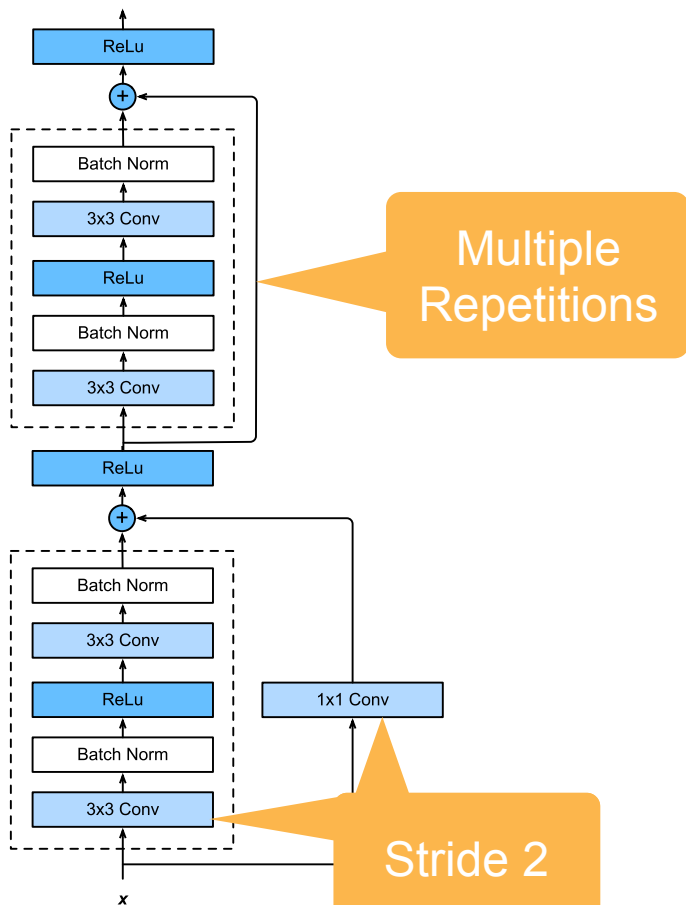 ReLu
+
Batch Norm
3x3 Conv
ReLu
Batch Norm
3x3 Conv
Multiple
Repetitions
ReLu
+
Batch Norm
3x3 Conv
ReLu
Batch Norm
3x3 Conv
1x1 Conv
Stride 2
x